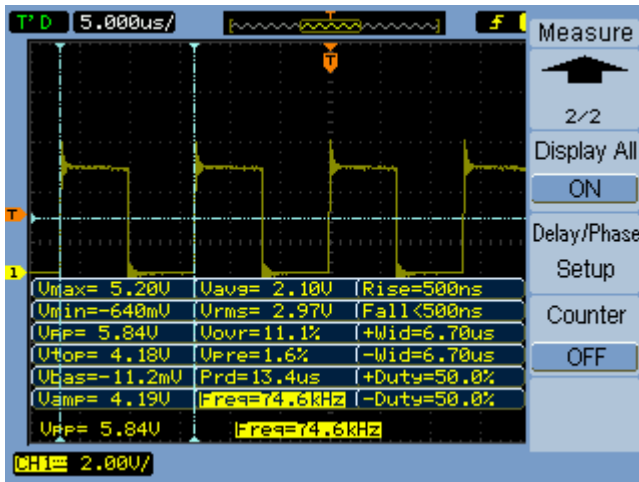 T'D 5.000us/
Measure
T
2/2
Display All
ON
T
Delay/Phase
Setup
1
Counter
OFF
Vmax= 5.20V Vavg= 2.10V Rise=500ns
Vmin=-640mV Vrms= 2.97V Fall<500ns
Vpp= 5.84V Vovr=11.1% +Wid=6.70us
Vtop= 4.18V Vpre=1.6% -Wid=6.70us
Vbas=-11.2mV Prd=13.4us +Duty=50.0%
Vamp= 4.19V Freq=74.6kHz -Duty=50.0%
Vpp= 5.84V Freq=74.6kHz
CH1 2.00V/